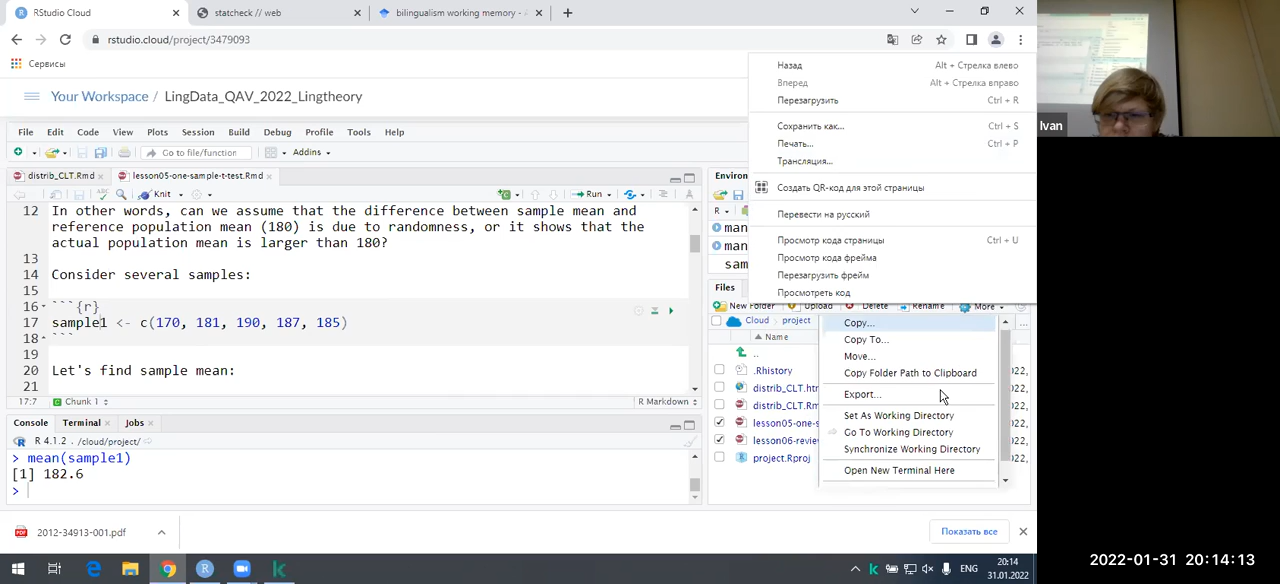 RStudio Cloud
statcheck // web
bilingualism working memory -
rstudio.cloud/project/3479093
Сервисы
Your Workspace / LingData_QAV_2022_Lingtheory
File Edit Code View Plots Session Build Debug Profile Tools Help
Go to file/function Addins
distrib_CLT.Rmd lesson05-one-sample-t-test.Rmd
Knit Run
12 In other words, can we assume that the difference between sample mean and
reference population mean (180) is due to randomness, or it shows that the
actual population mean is larger than 180?
13
14 Consider several samples:
15
16 ```{r}
17 sample1 <- c(170, 181, 190, 187, 185)
18 ```
19
20 Let's find sample mean:
21
17:7 Chunk 1 R Markdown
Console Terminal Jobs
R 4.1.2 . /cloud/project/
> mean(sample1)
[1] 182.6
>
Environ
R
man
man
sam
Назад Alt + Стрелка влево
Вперед Alt + Стрелка вправо
Перезагрузить Ctrl + R
Сохранить как... Ctrl + S
Печать... Ctrl + P
Трансляция...
Создать QR-код для этой страницы
Перевести на русский
Просмотр кода страницы Ctrl + U
Просмотр кода фрейма
Перезагрузить фрейм
Просмотреть код
Files
New Folder Upload Delete Rename More
Cloud project ...
Name
..
.Rhistory 2022,
distrib_CLT.htm 2022,
distrib_CLT.Rm 2022,
lesson05-one-s 2022,
lesson06-revie 2022,
project.Rproj 2022,
Copy...
Copy To...
Move...
Copy Folder Path to Clipboard
Export...
Set As Working Directory
Go To Working Directory
Synchronize Working Directory
Open New Terminal Here
2012-34913-001.pdf
Показать все
ENG
20:14
31.01.2022
Ivan
2022-01-31 20:14:13